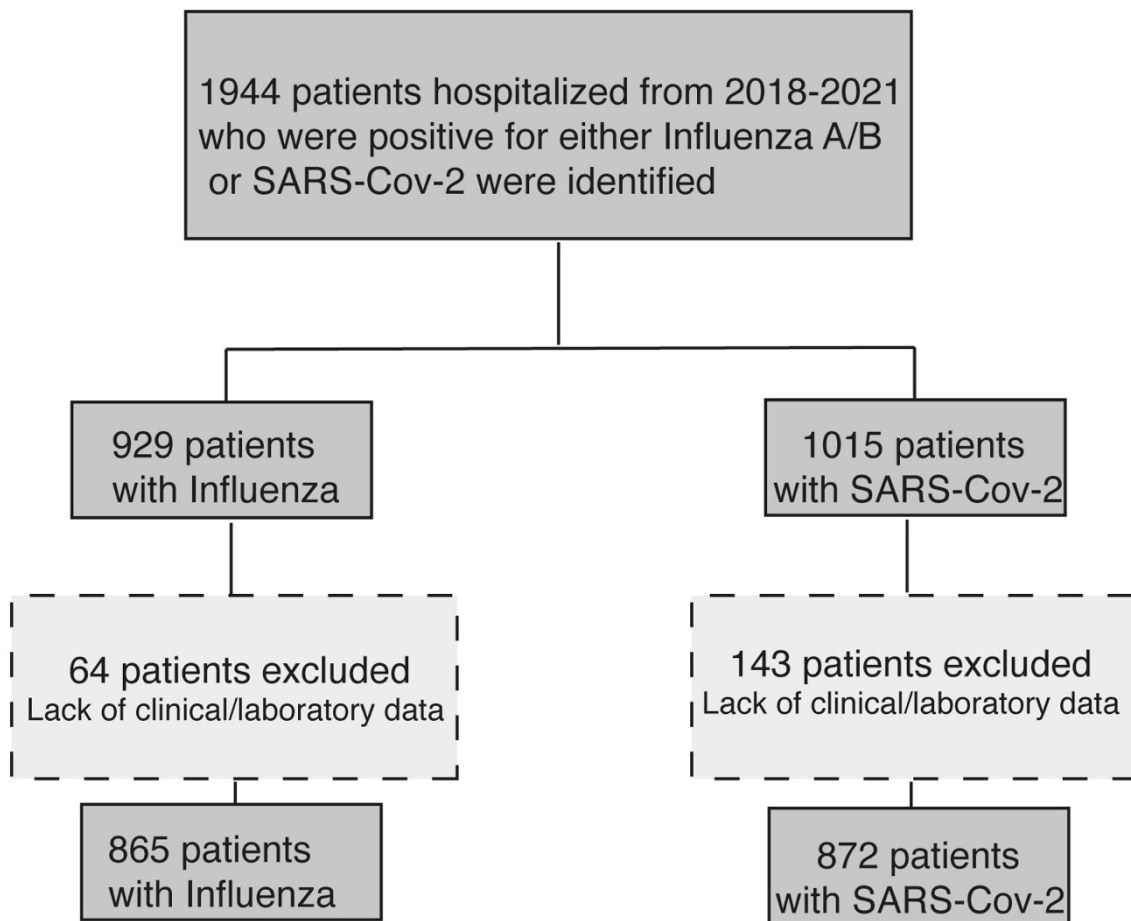 1944 patients hospitalized from 2018-2021
who were positive for either Influenza A/B
or SARS-Cov-2 were identified
929 patients
with Influenza
1015 patients
with SARS-Cov-2
64 patients excluded
Lack of clinical/laboratory data
143 patients excluded
Lack of clinical/laboratory data
865 patients
with Influenza
872 patients
with SARS-Cov-2